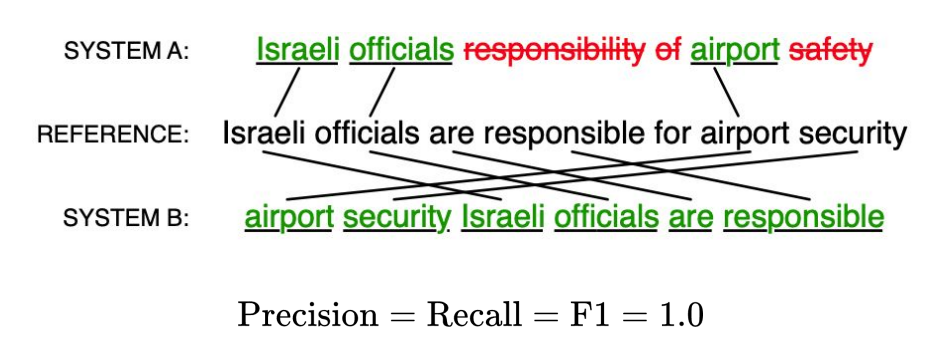 SYSTEM A: Israeli officials responsibility of airport safety
REFERENCE: Israeli officials are responsible for airport security
SYSTEM B: airport security Israeli officials are responsible
Precision = Recall = F1 = 1.0